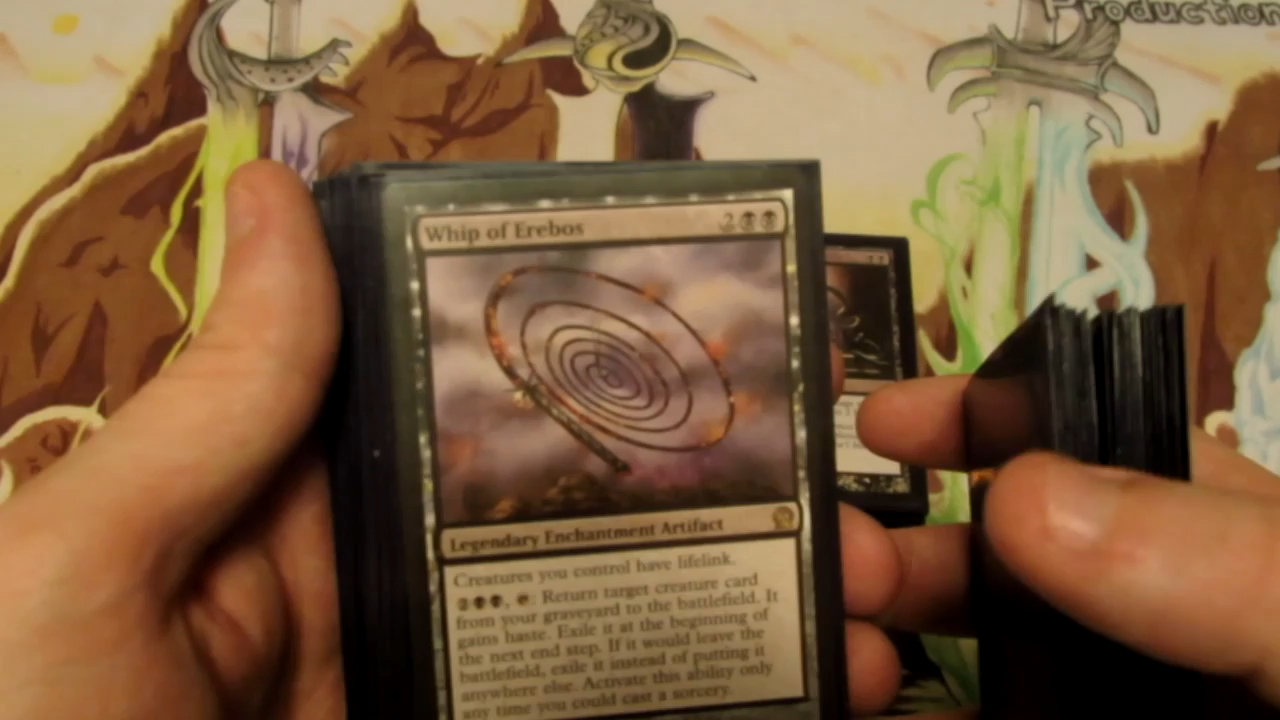 Production
Whip of Erebos 2
Legendary Enchantment Artifact
Creatures you control have lifelink.
2, : Return target creature card
from your graveyard to the battlefield. It
gains haste. Exile it at the beginning of
the next end step. If it would leave the
battlefield, exile it instead of putting it
anywhere else. Activate this ability only
any time you could cast a sorcery.